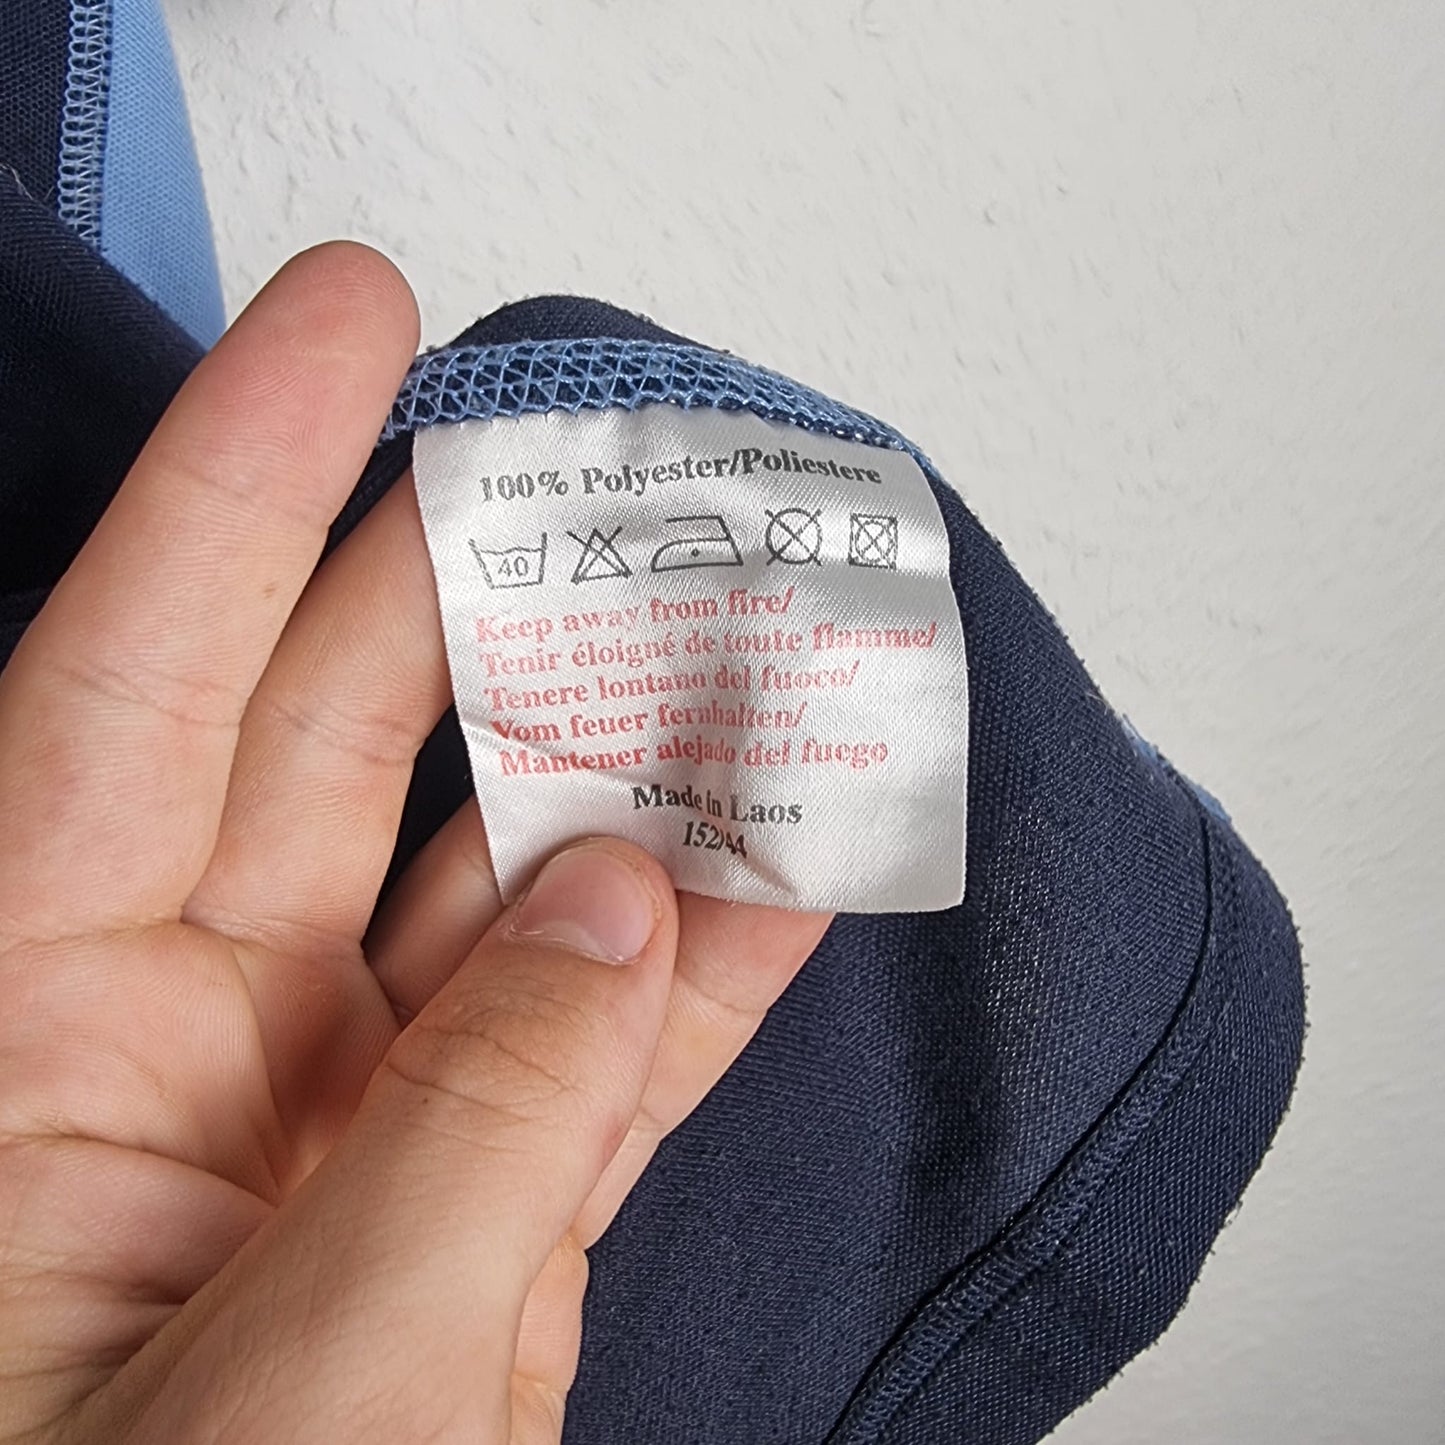 100% Polyester/Poliestere
40
Keep away from fire/
Tenir éloigné de toute flamme/
Tenere lontano del fuoco/
Vom feuer fernhalten/
Mantener alejado del fuego
Made in Laos
152/44